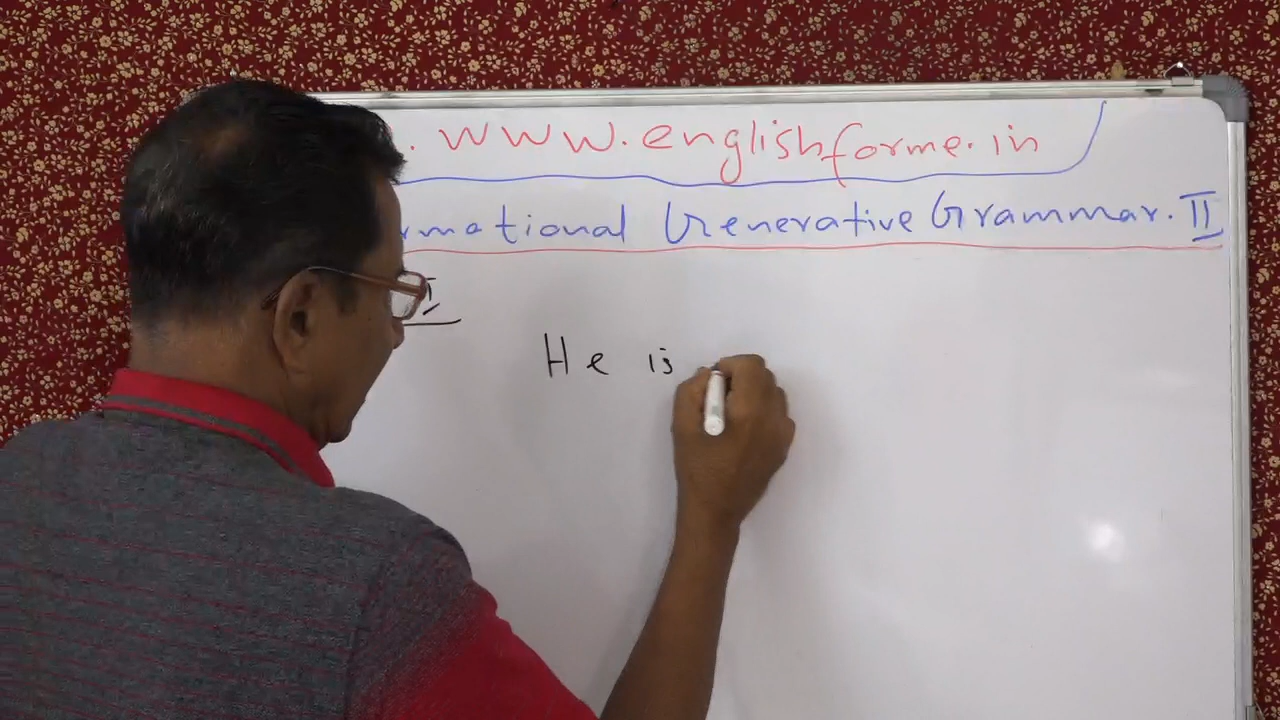 . www.englishforme.in
rmational Generative Grammar. II
He is